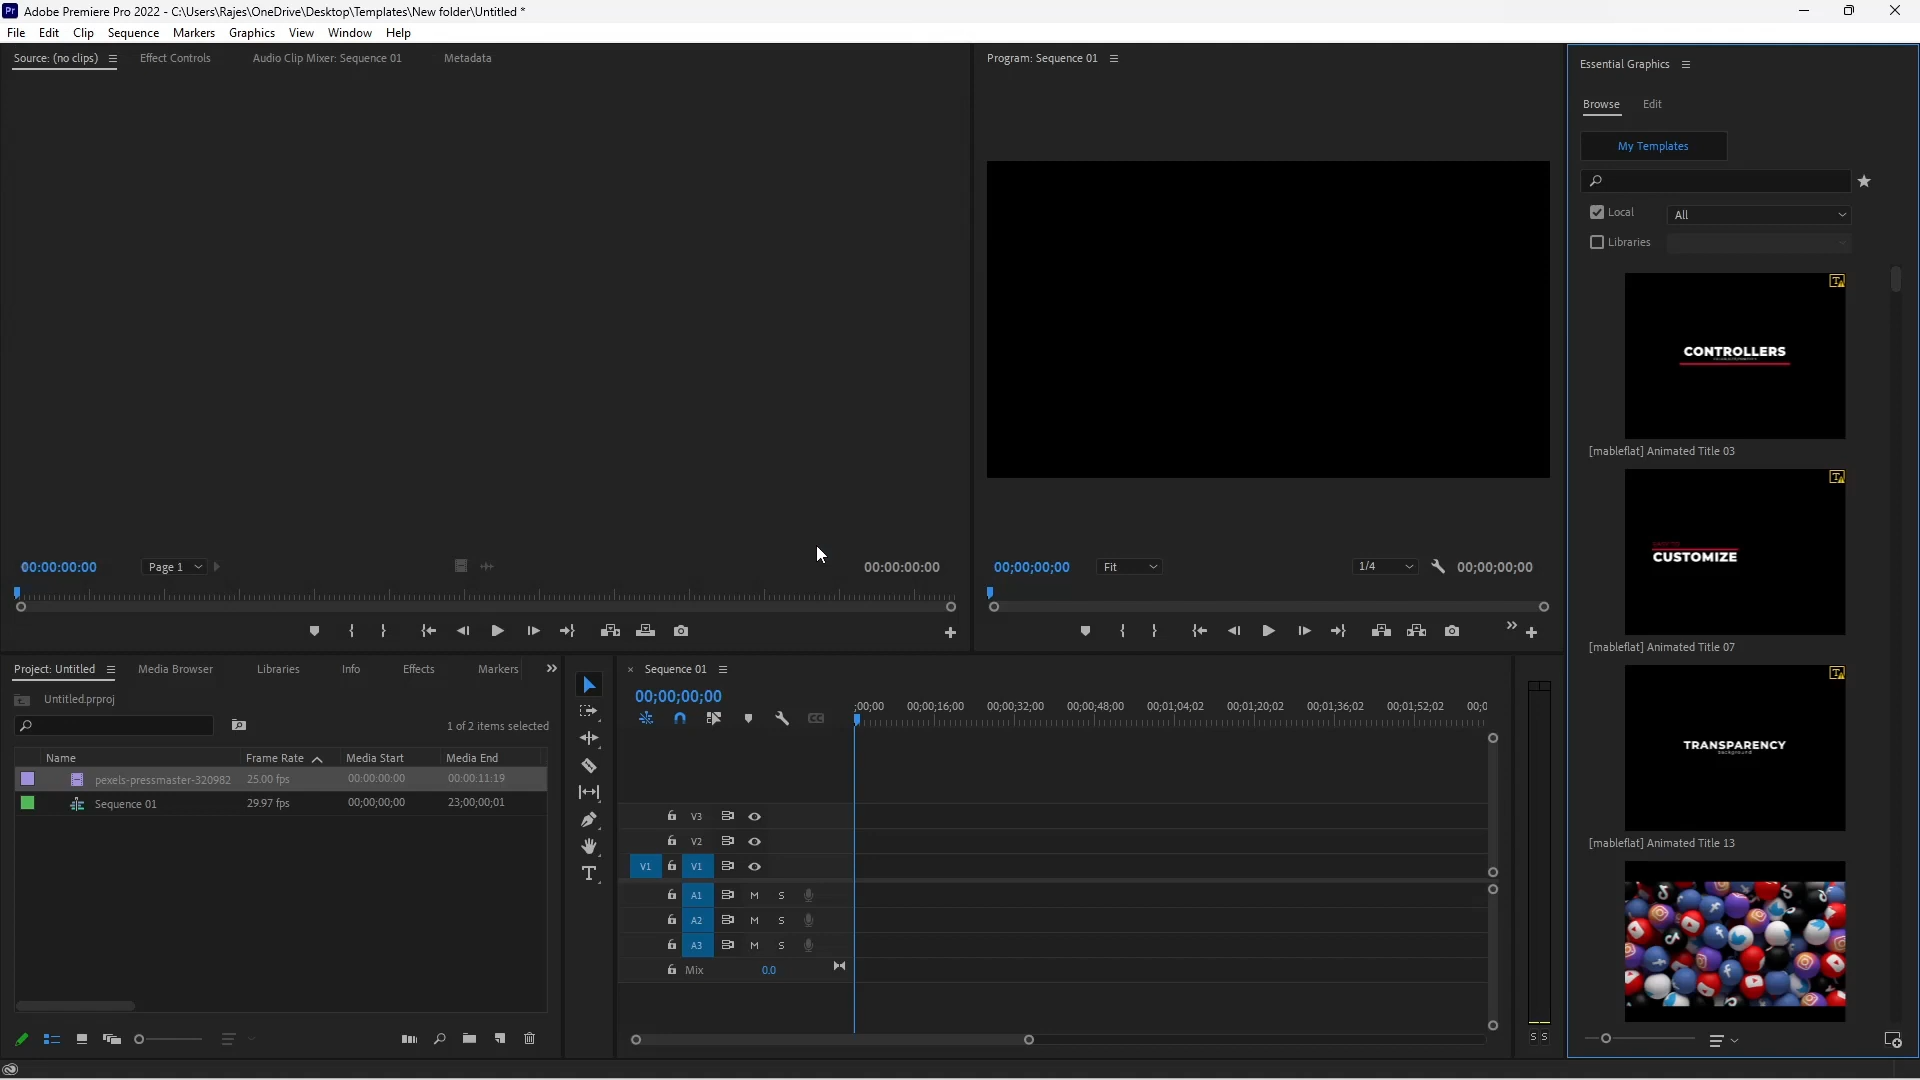 Pr Adobe Premiere Pro 2022 - C:\Users\Rajes\OneDrive\Desktop\Templates\New folder\Untitled *
File Edit Clip Sequence Markers Graphics View Window Help
Source: (no clips) Effect Controls Audio Clip Mixer: Sequence 01 Metadata
Program: Sequence 01
Essential Graphics
Browse Edit
My Templates
Local All
Libraries
CONTROLLERS
[mableflat] Animated Title 03
CUSTOMIZE
[mableflat] Animated Title 07
TRANSPARENCY
background
[mableflat] Animated Title 13
00:00:00:00 Page 1 00:00:00:00
00;00;00;00 Fit 1/4 00;00;00;00
Project: Untitled Media Browser Libraries Info Effects Markers
Untitled.prproj
1 of 2 items selected
Name Frame Rate Media Start Media End
pexels-pressmaster-320982 25.00 fps 00:00:00:00 00:00:11:19
Sequence 01 29.97 fps 00;00;00;00 23;00;00;01
Sequence 01
00;00;00;00
;00;00 00;00;16;00 00;00;32;00 00;00;48;00 00;01;04;02 00;01;20;02 00;01;36;02 00;01;52;02 00;0
V3
V2
V1 V1
A1 M S
A2 M S
A3 M S
Mix 0.0
S S